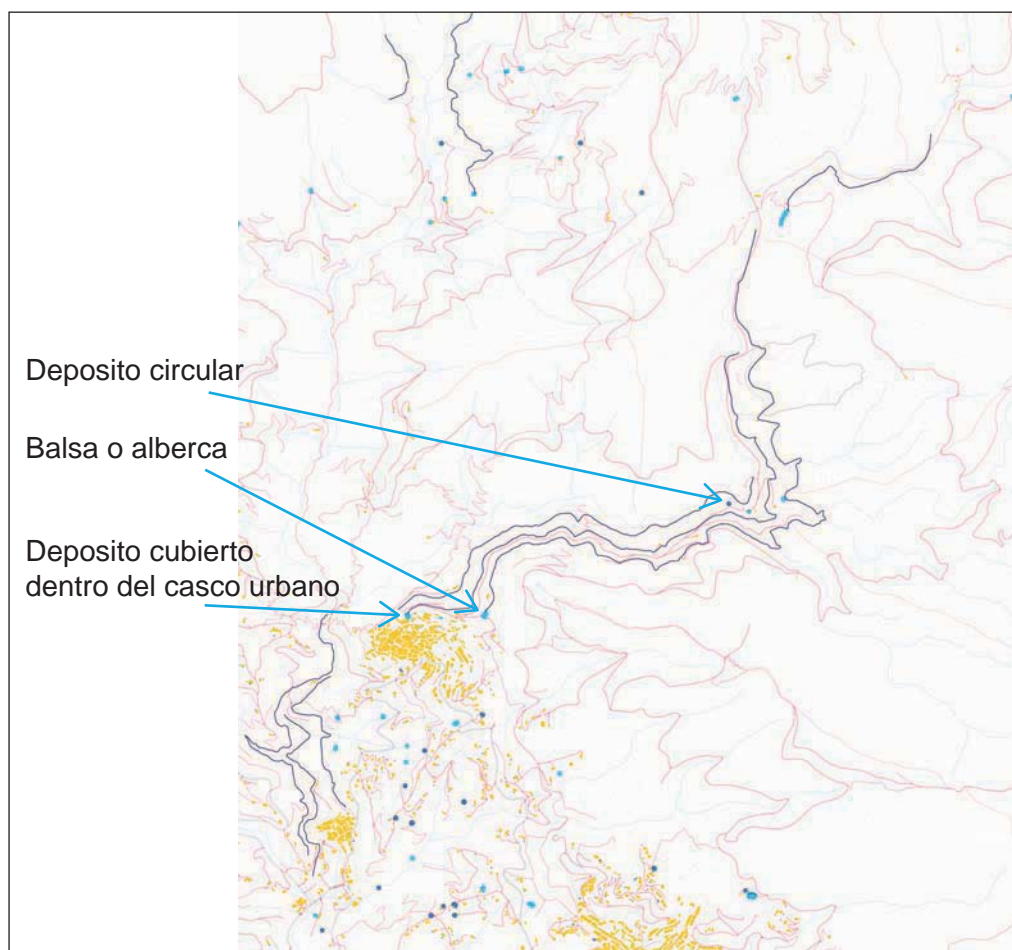 Deposito circular
Balsa o alberca
Deposito cubierto
dentro del casco urbano